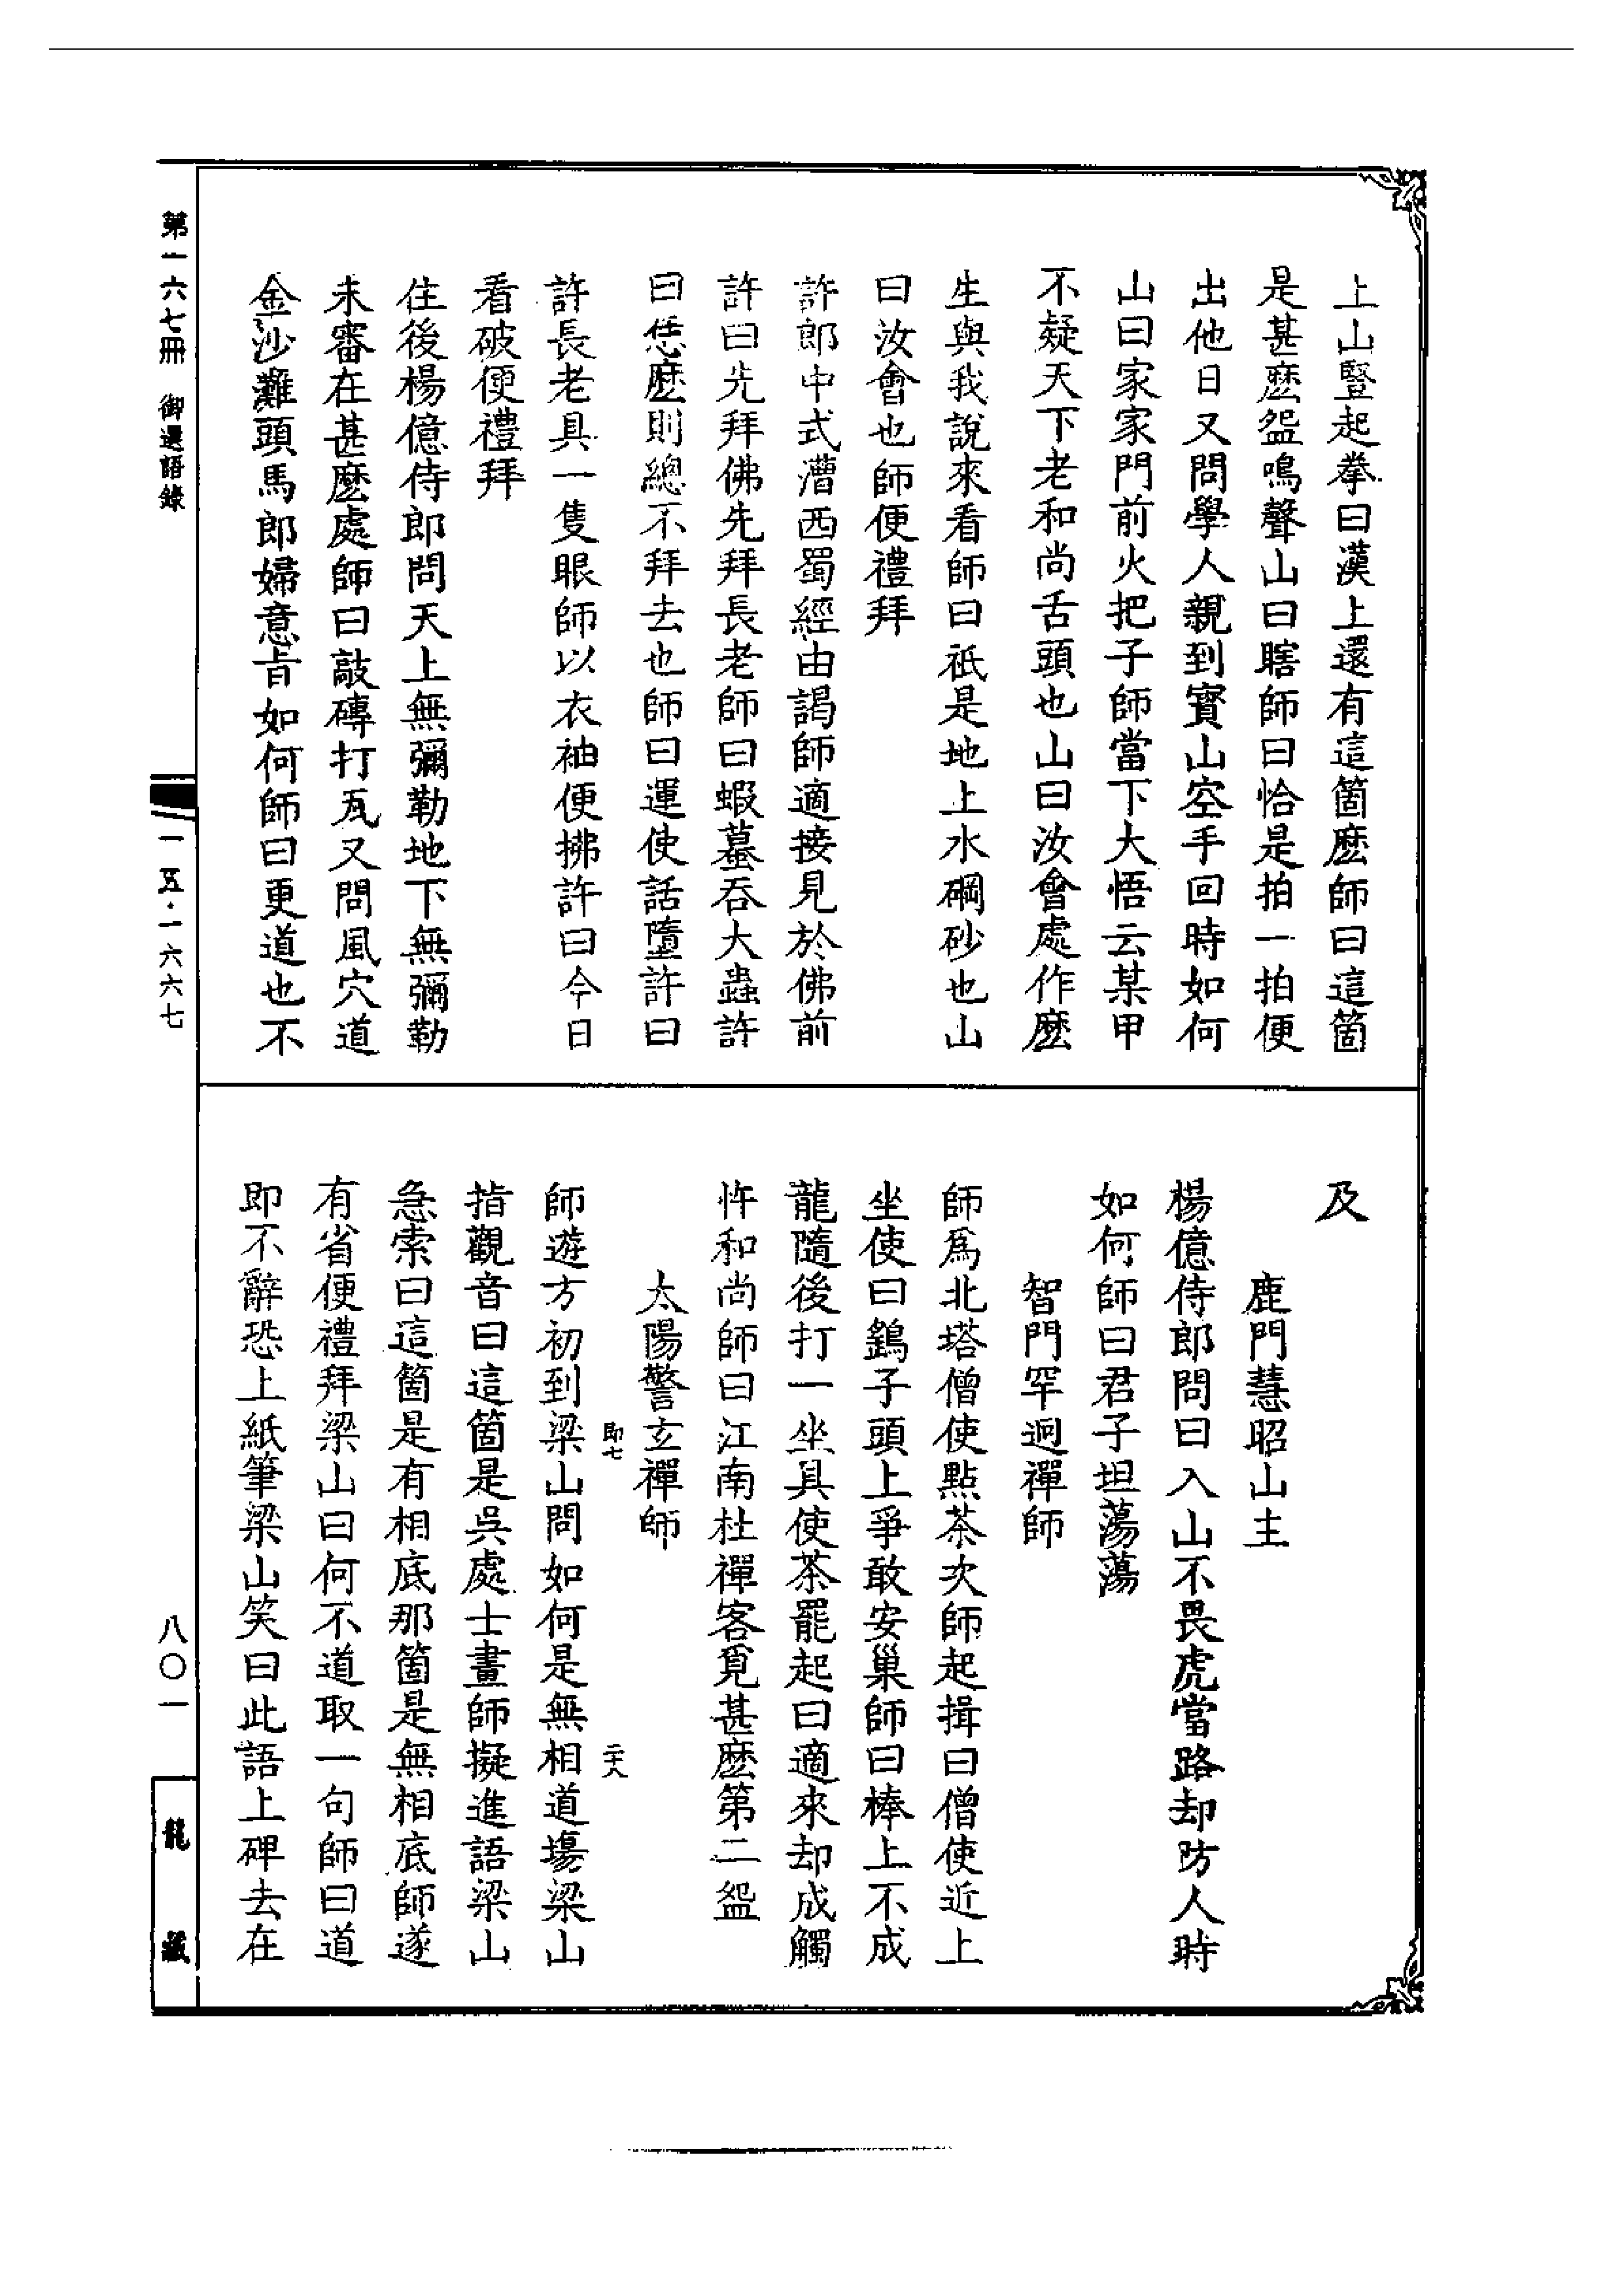 上山豎起拳曰漢上還有這箇麽師曰這箇
是甚麽盌鳴聲山曰瞎師曰恰是拍一拍便
出他日又問學人親到寳山空手回時如何
山曰家家門前火把子師當下大悟云某甲
不疑天下老和尚舌頭也山曰汝會處作麽
生與我說來看師曰祇是地上水碙砂也山
曰汝會也師便禮拜
許郎中式漕西蜀經由謁師適接見於佛前
許曰先拜佛先拜長老師曰蝦蟇吞大蟲許
曰恁麽則總不拜去也師曰運使話墮許曰
許長老具一隻眼師以衣袖便拂許曰今日
看破便禮拜
住後楊億侍郎問天上無彌勒地下無彌勒
未審在甚麽處師曰敲磚打瓦又問風穴道
金沙灘頭馬郎婦意旨如何師曰更道也不
及
鹿門慧昭山主
楊億侍郎問曰入山不畏虎當路却防人時
如何師曰君子坦蕩蕩
智門罕迥禪師
師爲北塔僧使點茶次師起揖曰僧使近上
坐使曰鷂子頭上爭敢安巢師曰棒上不成
龍隨後打一坐具使茶罷起曰適來却成觸
忤和尚師曰江南杜禪客覓甚麽第二盌
太陽警玄禪師
即七
二大
師遊方初到梁山問如何是無相道場梁山
指觀音曰這箇是吳處士畫師擬進語梁山
急索曰這箇是有相底那箇是無相底師遂
有省便禮拜梁山曰何不道取一句師曰道
即不辭恐上紙筆梁山笑曰此語上碑去在
第一六七冊 御選語錄
一五·一六六七
八〇一
龍藏